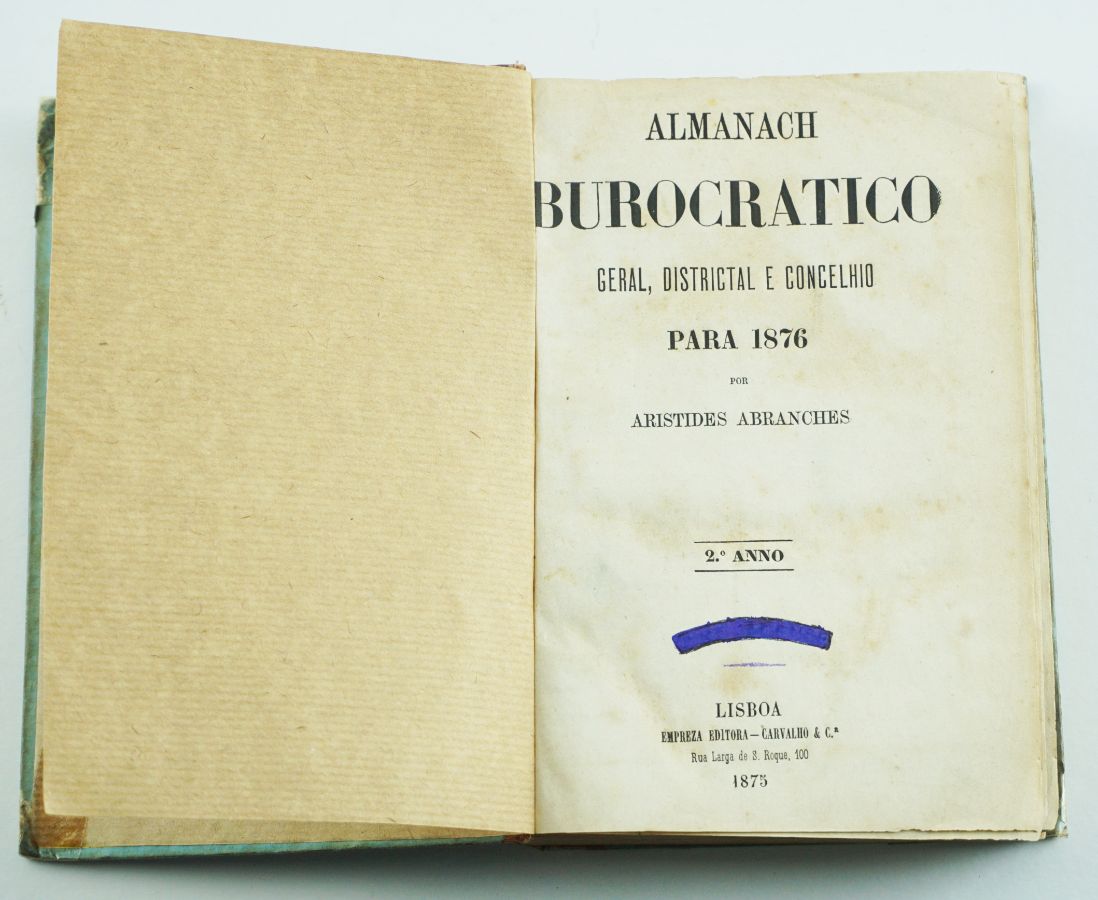 ALMANACH
BUROCRATICO
GERAL, DISTRICTAL E CONCELHIO
PARA 1876
POR
ARISTIDES ABRANCHES
2.º ANNO
LISBOA
EMPREZA EDITORA—CARVALHO & C.ª
Rua Larga de S. Roque, 100
1875